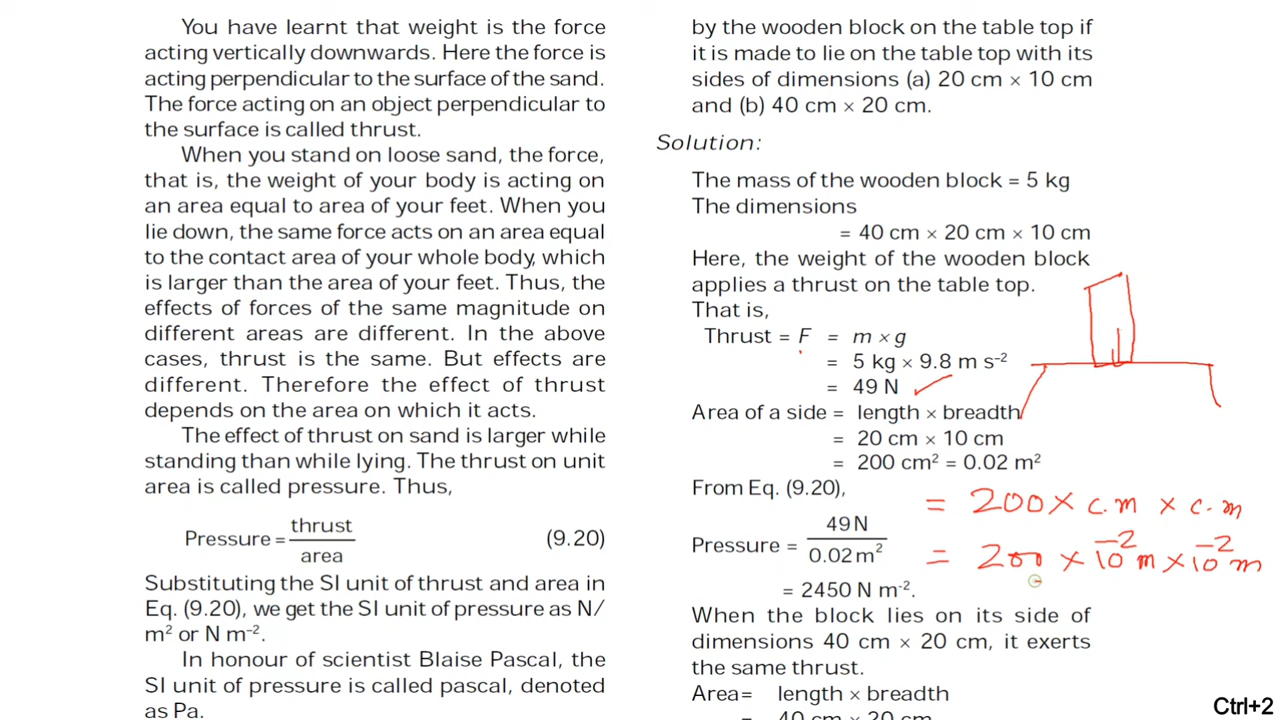 You have learnt that weight is the force
acting vertically downwards. Here the force is
acting perpendicular to the surface of the sand.
The force acting on an object perpendicular to
the surface is called thrust.
When you stand on loose sand, the force,
that is, the weight of your body is acting on
an area equal to area of your feet. When you
lie down, the same force acts on an area equal
to the contact area of your whole body, which
is larger than the area of your feet. Thus, the
effects of forces of the same magnitude on
different areas are different. In the above
cases, thrust is the same. But effects are
different. Therefore the effect of thrust
depends on the area on which it acts.
The effect of thrust on sand is larger while
standing than while lying. The thrust on unit
area is called pressure. Thus,
Pressure = thrust/area (9.20)
Substituting the SI unit of thrust and area in
Eq. (9.20), we get the SI unit of pressure as N/
m² or N m⁻².
In honour of scientist Blaise Pascal, the
SI unit of pressure is called pascal, denoted
as Pa.
by the wooden block on the table top if
it is made to lie on the table top with its
sides of dimensions (a) 20 cm × 10 cm
and (b) 40 cm × 20 cm.
Solution:
The mass of the wooden block = 5 kg
The dimensions
= 40 cm × 20 cm × 10 cm
Here, the weight of the wooden block
applies a thrust on the table top.
That is,
Thrust = F = m × g
= 5 kg × 9.8 m s⁻²
= 49 N
Area of a side = length × breadth
= 20 cm × 10 cm
= 200 cm² = 0.02 m²
From Eq. (9.20),
= 200 × c.m × c.m
Pressure = 49 N/0.02 m²
= 200 × 10⁻² m × 10⁻² m
= 2450 N m⁻².
When the block lies on its side of
dimensions 40 cm × 20 cm, it exerts
the same thrust.
Area= length × breadth
= 40 cm × 20 cm
Ctrl+2